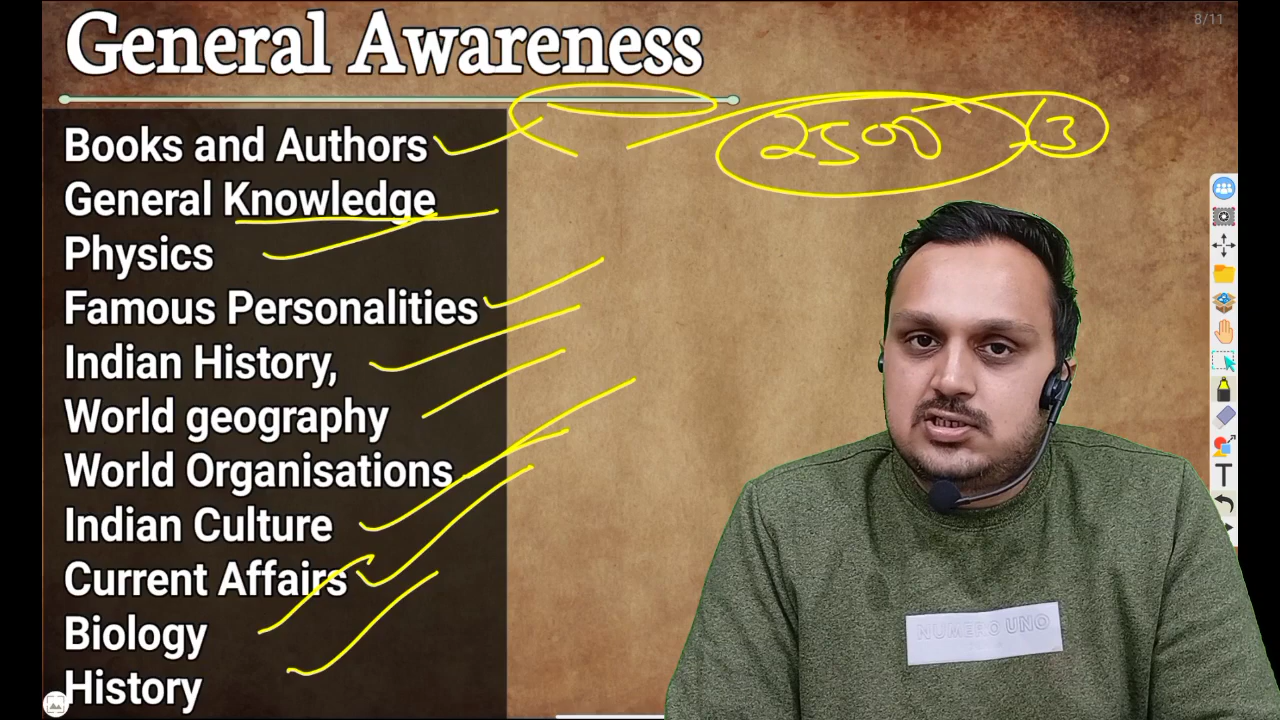 8/11
General Awareness
2500
3
Books and Authors
General Knowledge
Physics
Famous Personalities
Indian History,
World geography
World Organisations
Indian Culture
Current Affairs
Biology
History
NUMERO UNO
T